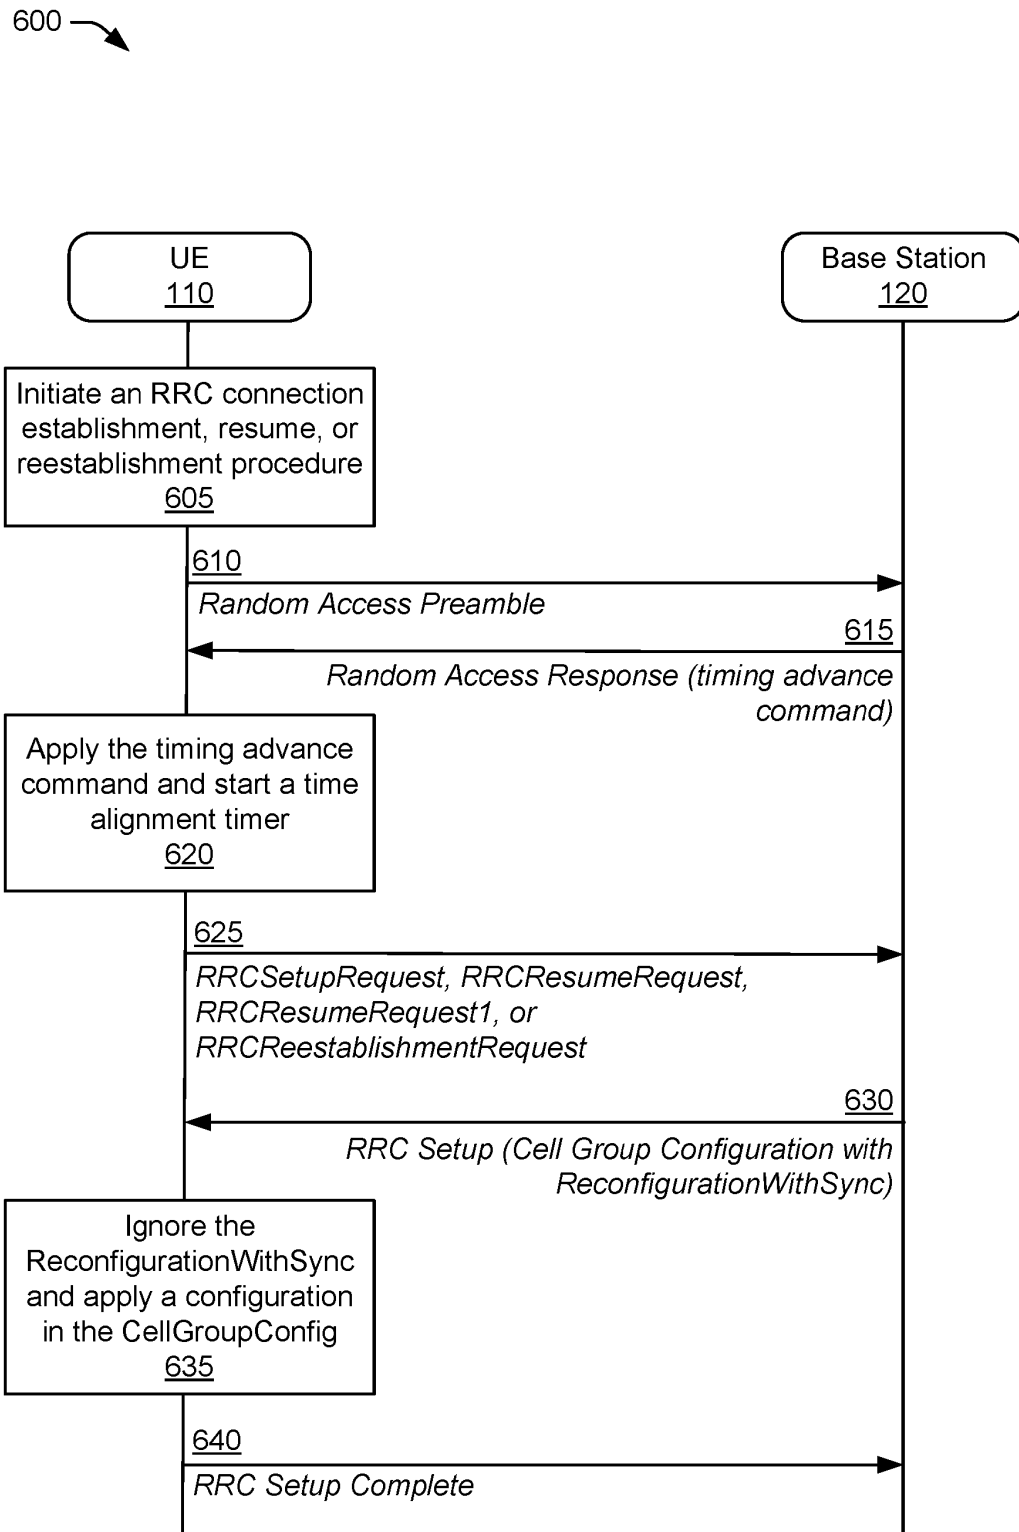 600
UE
110
Base Station
120
Initiate an RRC connection
establishment, resume, or
reestablishment procedure
605
610
Random Access Preamble
615
Random Access Response (timing advance
command)
Apply the timing advance
command and start a time
alignment timer
620
625
RRCSetupRequest, RRCResumeRequest,
RRCResumeRequest1, or
RRCReestablishmentRequest
630
RRC Setup (Cell Group Configuration with
ReconfigurationWithSync)
Ignore the
ReconfigurationWithSync
and apply a configuration
in the CellGroupConfig
635
640
RRC Setup Complete